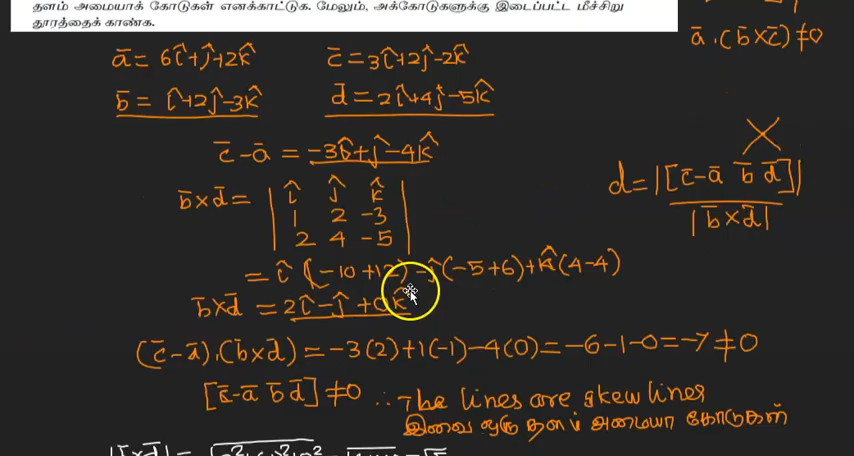 தளம் அமையாக் கோடுகள் எனக்காட்டுக. மேலும், அக்கோடுகளுக்கு இடைப்பட்ட மீச்சிறு
தூரத்தைக் காண்க.
ā.(b̄×c̄)≠0
ā = 6î+ĵ+2k̂ c̄=3î+2ĵ-2k̂
b̄ = î+2ĵ-3k̂ d̄=2î+4ĵ-5k̂
c̄-ā = -3î+ĵ-4k̂
d=|[c̄-ā b̄ d̄]|
|b̄×d̄|
b̄×d̄= | î ĵ k̂
1 2 -3
2 4 -5 |
= î(-10+12)-ĵ(-5+6)+k̂(4-4)
b̄×d̄ = 2î-ĵ+0k̂
(c̄-ā).(b̄×d̄)=-3(2)+1(-1)-4(0)=-6-1-0=-7≠0
[c̄-ā b̄ d̄]≠0 ∴ The lines are skew lines
இவை ஒரு தளம் அமையா கோடுகள்